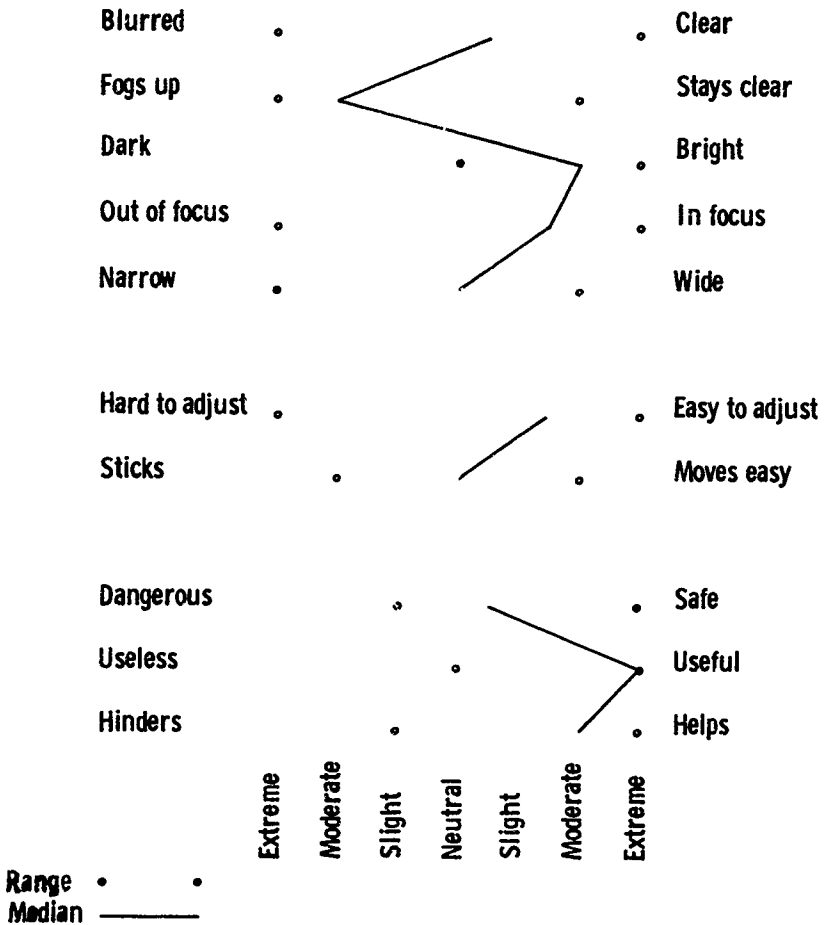 Blurred Clear
Fogs up Stays clear
Dark Bright
Out of focus In focus
Narrow Wide
Hard to adjust Easy to adjust
Sticks Moves easy
Dangerous Safe
Useless Useful
Hinders Helps
Extreme Moderate Slight Neutral Slight Moderate Extreme
Range
Median